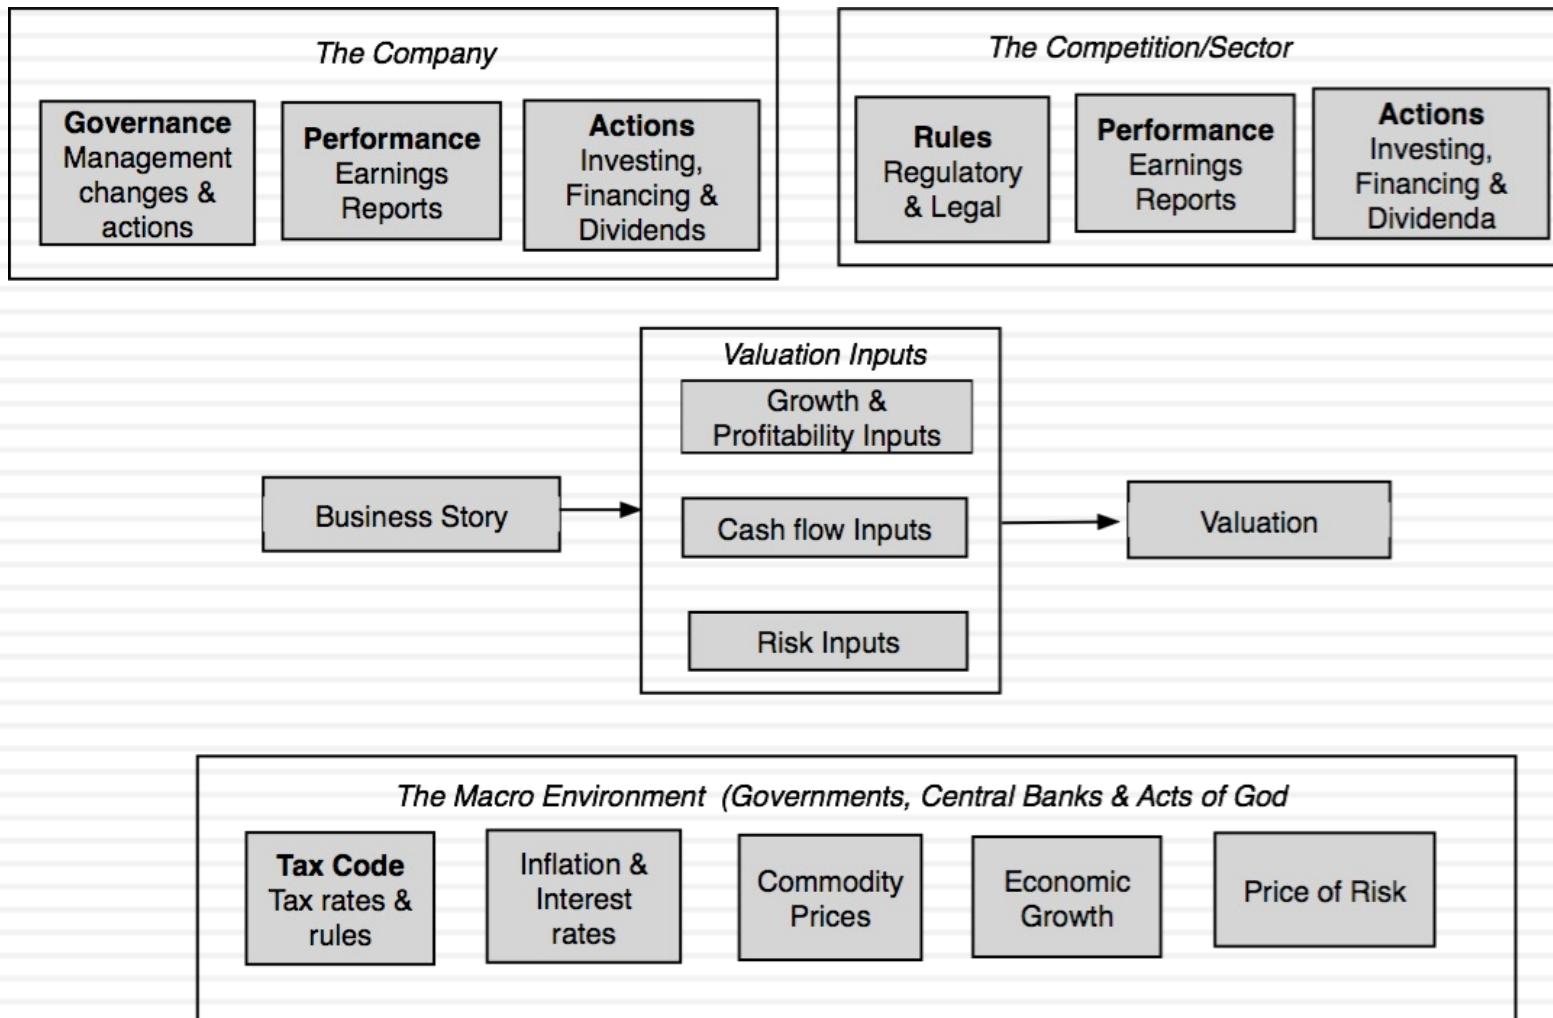 The Company
Governance
Management
changes &
actions
Performance
Earnings
Reports
Actions
Investing,
Financing &
Dividends
The Competition/Sector
Rules
Regulatory
& Legal
Performance
Earnings
Reports
Actions
Investing,
Financing &
Dividenda
Valuation Inputs
Growth &
Profitability Inputs
Business Story
Cash flow Inputs
Valuation
Risk Inputs
The Macro Environment  (Governments, Central Banks & Acts of God
Tax Code
Tax rates &
rules
Inflation &
Interest
rates
Commodity
Prices
Economic
Growth
Price of Risk